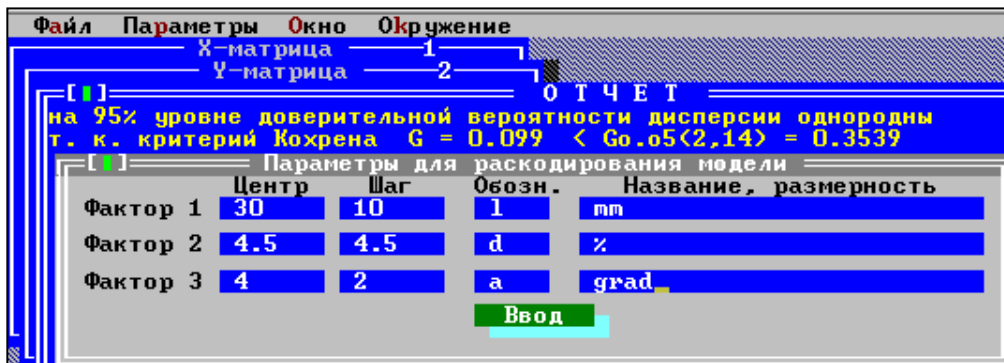 Файл Параметры Окно Окружение
X-матрица 1
Y-матрица 2
О Т Ч Е Т
на 95% уровне доверительной вероятности дисперсии однородны
т. к. критерий Кохрена G = 0.099 < Go.o5(2,14) = 0.3539
Параметры для раскодирования модели
Центр Шаг Обозн. Название, размерность
Фактор 1 30 10 l mm
Фактор 2 4.5 4.5 d %
Фактор 3 4 2 a grad_
Ввод